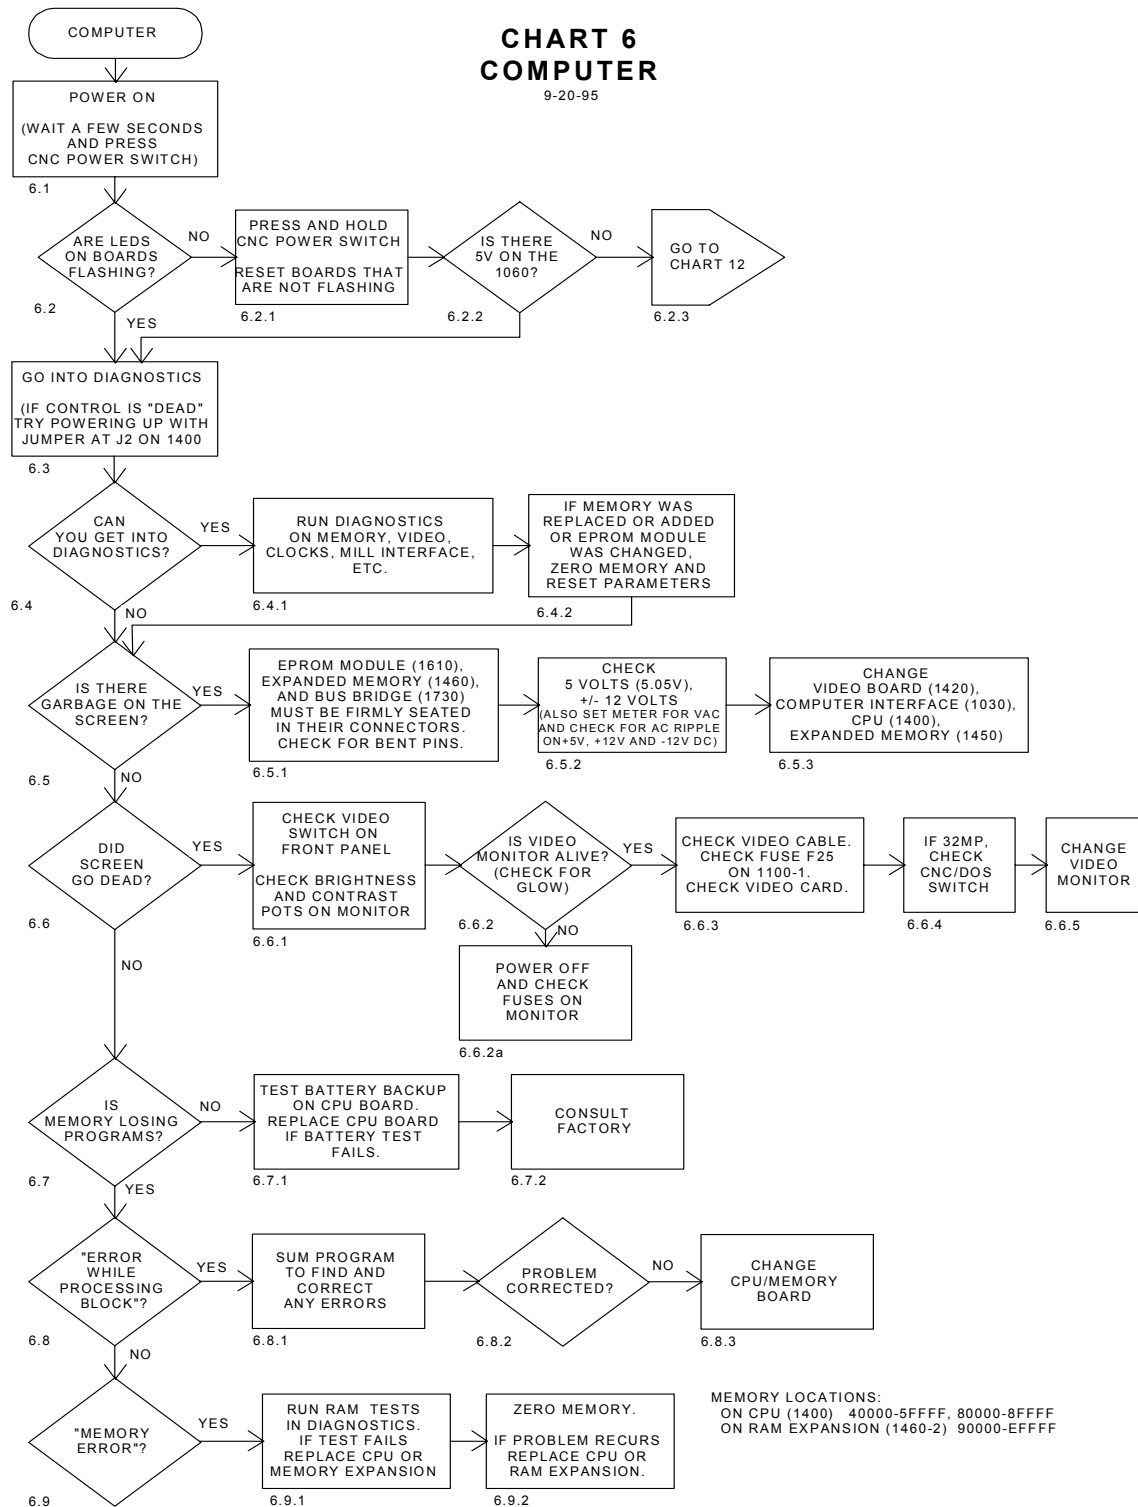 COMPUTER
CHART 6
COMPUTER
9-20-95
POWER ON
(WAIT A FEW SECONDS
AND PRESS
CNC POWER SWITCH)
6.1
ARE LEDS
ON BOARDS
FLASHING?
NO
6.2
YES
PRESS AND HOLD
CNC POWER SWITCH
RESET BOARDS THAT
ARE NOT FLASHING
6.2.1
IS THERE
5V ON THE
1060?
NO
6.2.2
GO TO
CHART 12
6.2.3
GO INTO DIAGNOSTICS
(IF CONTROL IS "DEAD"
TRY POWERING UP WITH
JUMPER AT J2 ON 1400
6.3
CAN
YOU GET INTO
DIAGNOSTICS?
YES
6.4
NO
RUN DIAGNOSTICS
ON MEMORY, VIDEO,
CLOCKS, MILL INTERFACE,
ETC.
6.4.1
IF MEMORY WAS
REPLACED OR ADDED
OR EPROM MODULE
WAS CHANGED,
ZERO MEMORY AND
RESET PARAMETERS
6.4.2
IS THERE
GARBAGE ON THE
SCREEN?
YES
6.5
NO
EPROM MODULE (1610),
EXPANDED MEMORY (1460),
AND BUS BRIDGE (1730)
MUST BE FIRMLY SEATED
IN THEIR CONNECTORS.
CHECK FOR BENT PINS.
6.5.1
CHECK
5 VOLTS (5.05V),
+/- 12 VOLTS
(ALSO SET METER FOR VAC
AND CHECK FOR AC RIPPLE
ON+5V, +12V AND -12V DC)
6.5.2
CHANGE
VIDEO BOARD (1420),
COMPUTER INTERFACE (1030),
CPU (1400),
EXPANDED MEMORY (1450)
6.5.3
DID
SCREEN
GO DEAD?
YES
6.6
NO
CHECK VIDEO
SWITCH ON
FRONT PANEL
CHECK BRIGHTNESS
AND CONTRAST
POTS ON MONITOR
6.6.1
IS VIDEO
MONITOR ALIVE?
(CHECK FOR
GLOW)
YES
6.6.2
NO
POWER OFF
AND CHECK
FUSES ON
MONITOR
6.6.2a
CHECK VIDEO CABLE.
CHECK FUSE F25
ON 1100-1.
CHECK VIDEO CARD.
6.6.3
IF 32MP,
CHECK
CNC/DOS
SWITCH
6.6.4
CHANGE
VIDEO
MONITOR
6.6.5
IS
MEMORY LOSING
PROGRAMS?
NO
6.7
YES
TEST BATTERY BACKUP
ON CPU BOARD.
REPLACE CPU BOARD
IF BATTERY TEST
FAILS.
6.7.1
CONSULT
FACTORY
6.7.2
"ERROR
WHILE
PROCESSING
BLOCK"?
YES
6.8
NO
SUM PROGRAM
TO FIND AND
CORRECT
ANY ERRORS
6.8.1
PROBLEM
CORRECTED?
NO
6.8.2
CHANGE
CPU/MEMORY
BOARD
6.8.3
"MEMORY
ERROR"?
YES
6.9
RUN RAM TESTS
IN DIAGNOSTICS.
IF TEST FAILS
REPLACE CPU OR
MEMORY EXPANSION
6.9.1
ZERO MEMORY.
IF PROBLEM RECURS
REPLACE CPU OR
RAM EXPANSION.
6.9.2
MEMORY LOCATIONS:
ON CPU (1400) 40000-5FFFF, 80000-8FFFF
ON RAM EXPANSION (1460-2) 90000-EFFFF